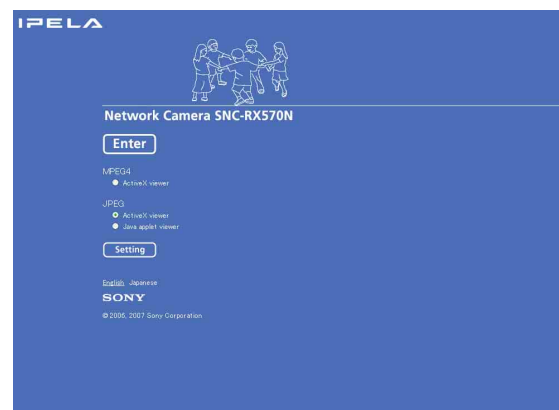 IPELA
Network Camera SNC-RX570N
Enter
MPEG4
ActiveX viewer
JPEG
ActiveX viewer
Java applet viewer
Setting
English Japanese
SONY
© 2006, 2007 Sony Corporation